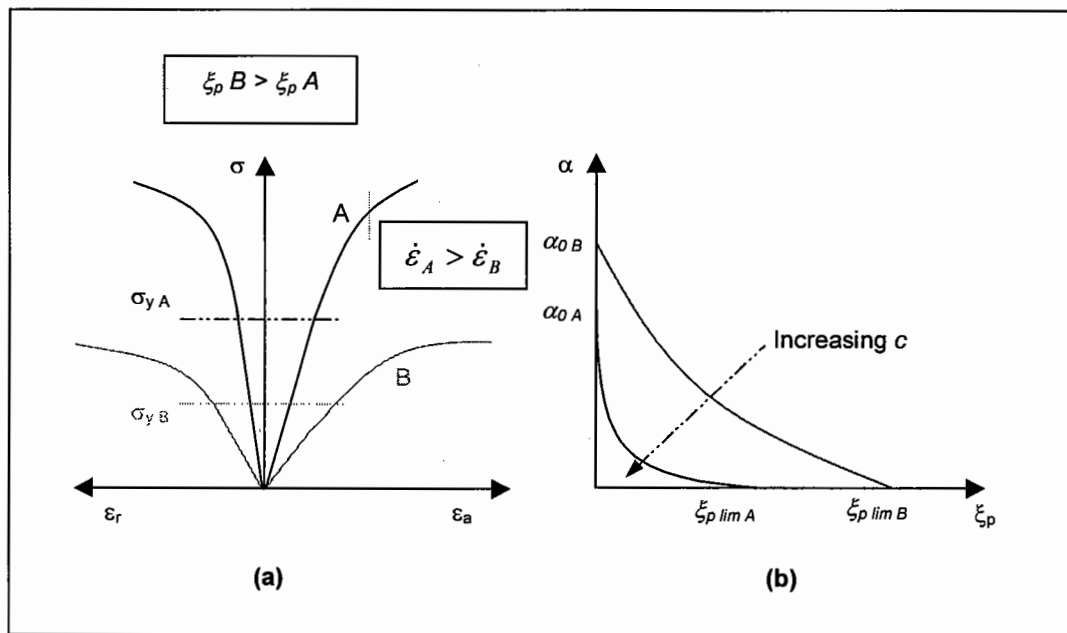 ξp B > ξp A
σ
A
ε̇A > ε̇B
σy A
B
σy B
εr
εa
(a)
α
α0 B
α0 A
Increasing c
ξp lim A
ξp lim B
ξp
(b)